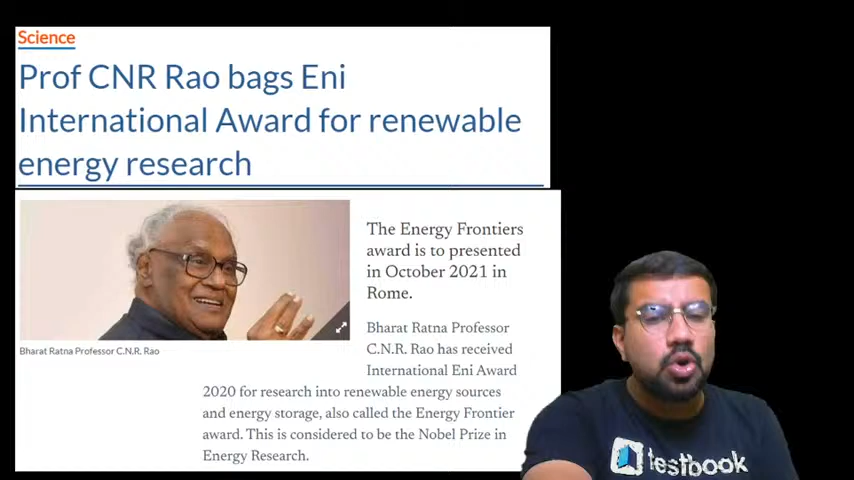 Science
Prof CNR Rao bags Eni
International Award for renewable
energy research
The Energy Frontiers
award is to presented
in October 2021 in
Rome.
Bharat Ratna Professor C.N.R. Rao
Bharat Ratna Professor
C.N.R. Rao has received
International Eni Award
2020 for research into renewable energy sources
and energy storage, also called the Energy Frontier
award. This is considered to be the Nobel Prize in
Energy Research.
testbook